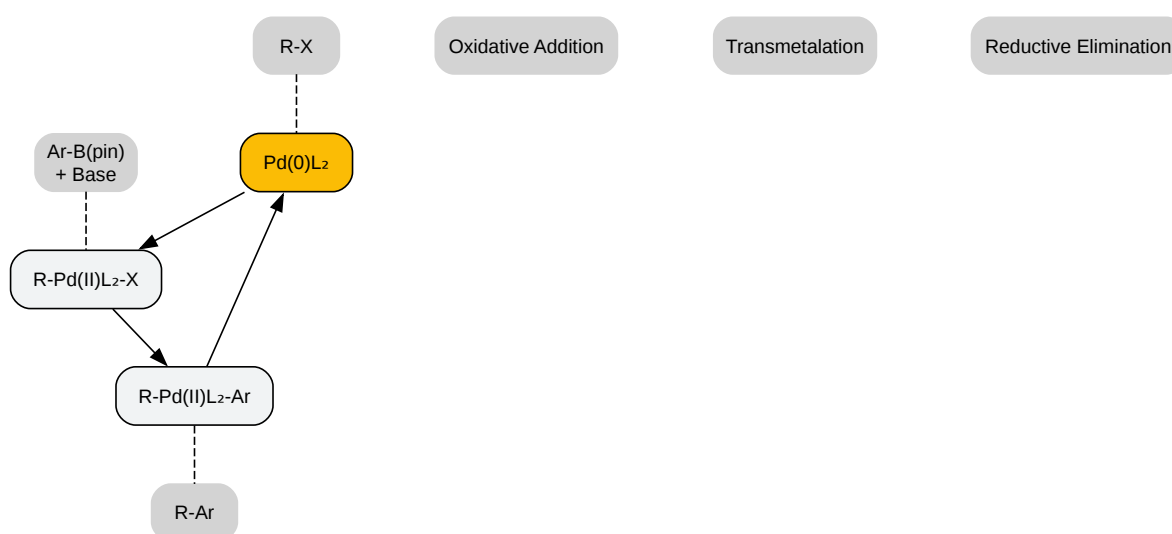 R-X
Oxidative Addition
Transmetalation
Reductive Elimination
Ar-B(pin)
+ Base
Pd(0)L₂
R-Pd(II)L₂-X
R-Pd(II)L₂-Ar
R-Ar